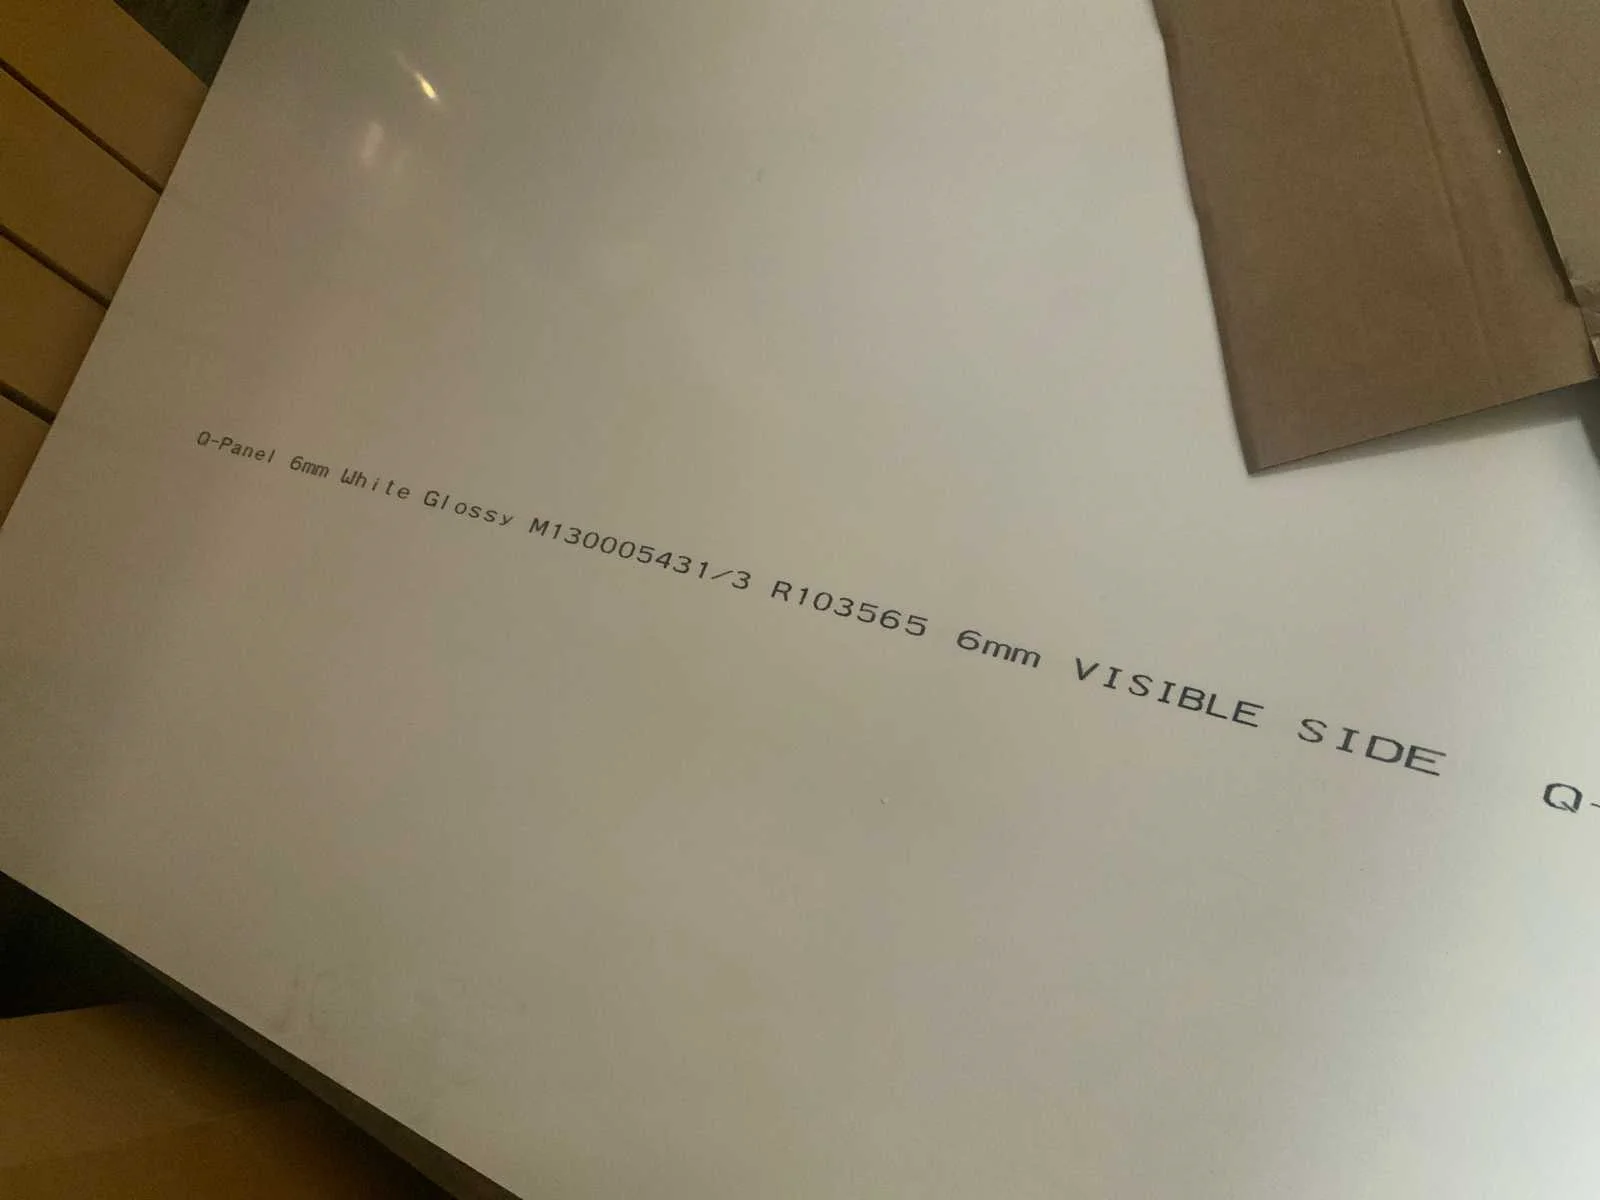 Q-Panel 6mm White Glossy M130005431/3 R103565 6mm VISIBLE SIDE Q-